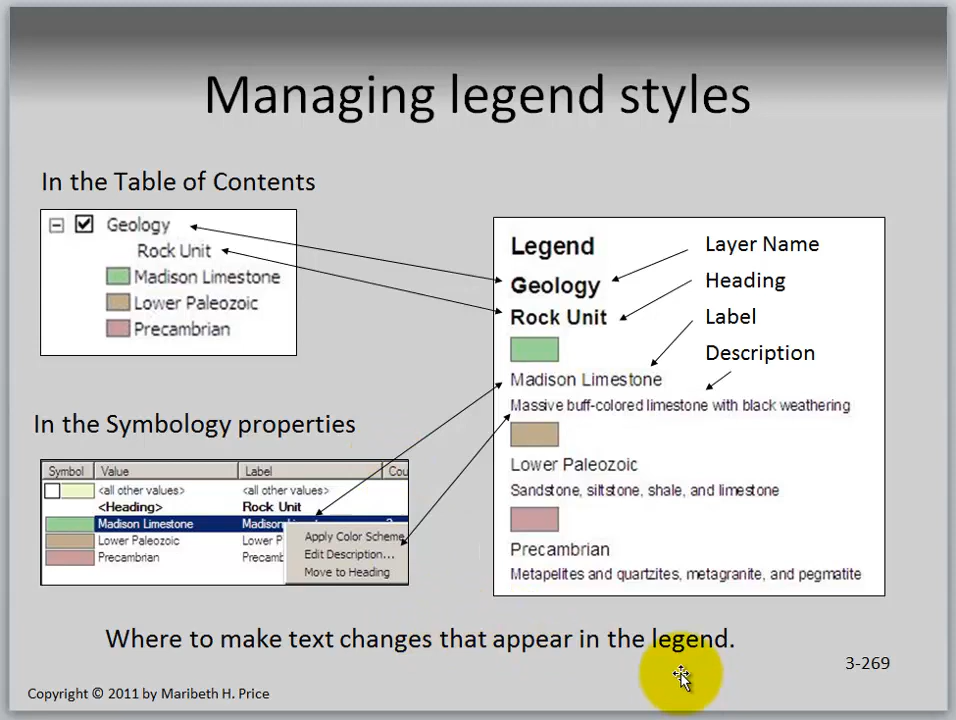 Managing legend styles
In the Table of Contents
Geology
Rock Unit
Madison Limestone
Lower Paleozoic
Precambrian
In the Symbology properties
Symbol Value Label Cou
<all other values> <all other values>
<Heading> Rock Unit
Madison Limestone Madison
Lower Paleozoic Lower P
Precambrian Precamb
Apply Color Scheme
Edit Description...
Move to Heading
Legend
Geology
Rock Unit
Madison Limestone
Massive buff-colored limestone with black weathering
Lower Paleozoic
Sandstone, siltstone, shale, and limestone
Precambrian
Metapelites and quartzites, metagranite, and pegmatite
Layer Name
Heading
Label
Description
Where to make text changes that appear in the legend.
3-269
Copyright © 2011 by Maribeth H. Price